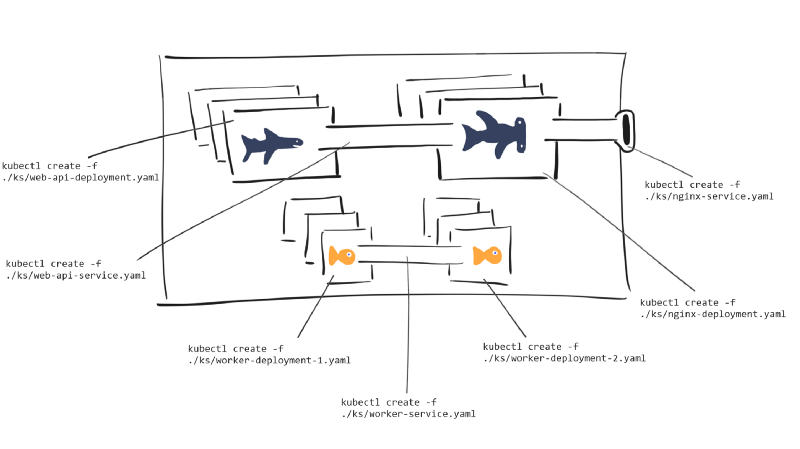 kubectl create -f
./ks/web-api-deployment.yaml
kubectl create -f
./ks/nginx-service.yaml
kubectl create -f
./ks/web-api-service.yaml
kubectl create -f
./ks/nginx-deployment.yaml
kubectl create -f
./ks/worker-deployment-1.yaml
kubectl create -f
./ks/worker-deployment-2.yaml
kubectl create -f
./ks/worker-service.yaml